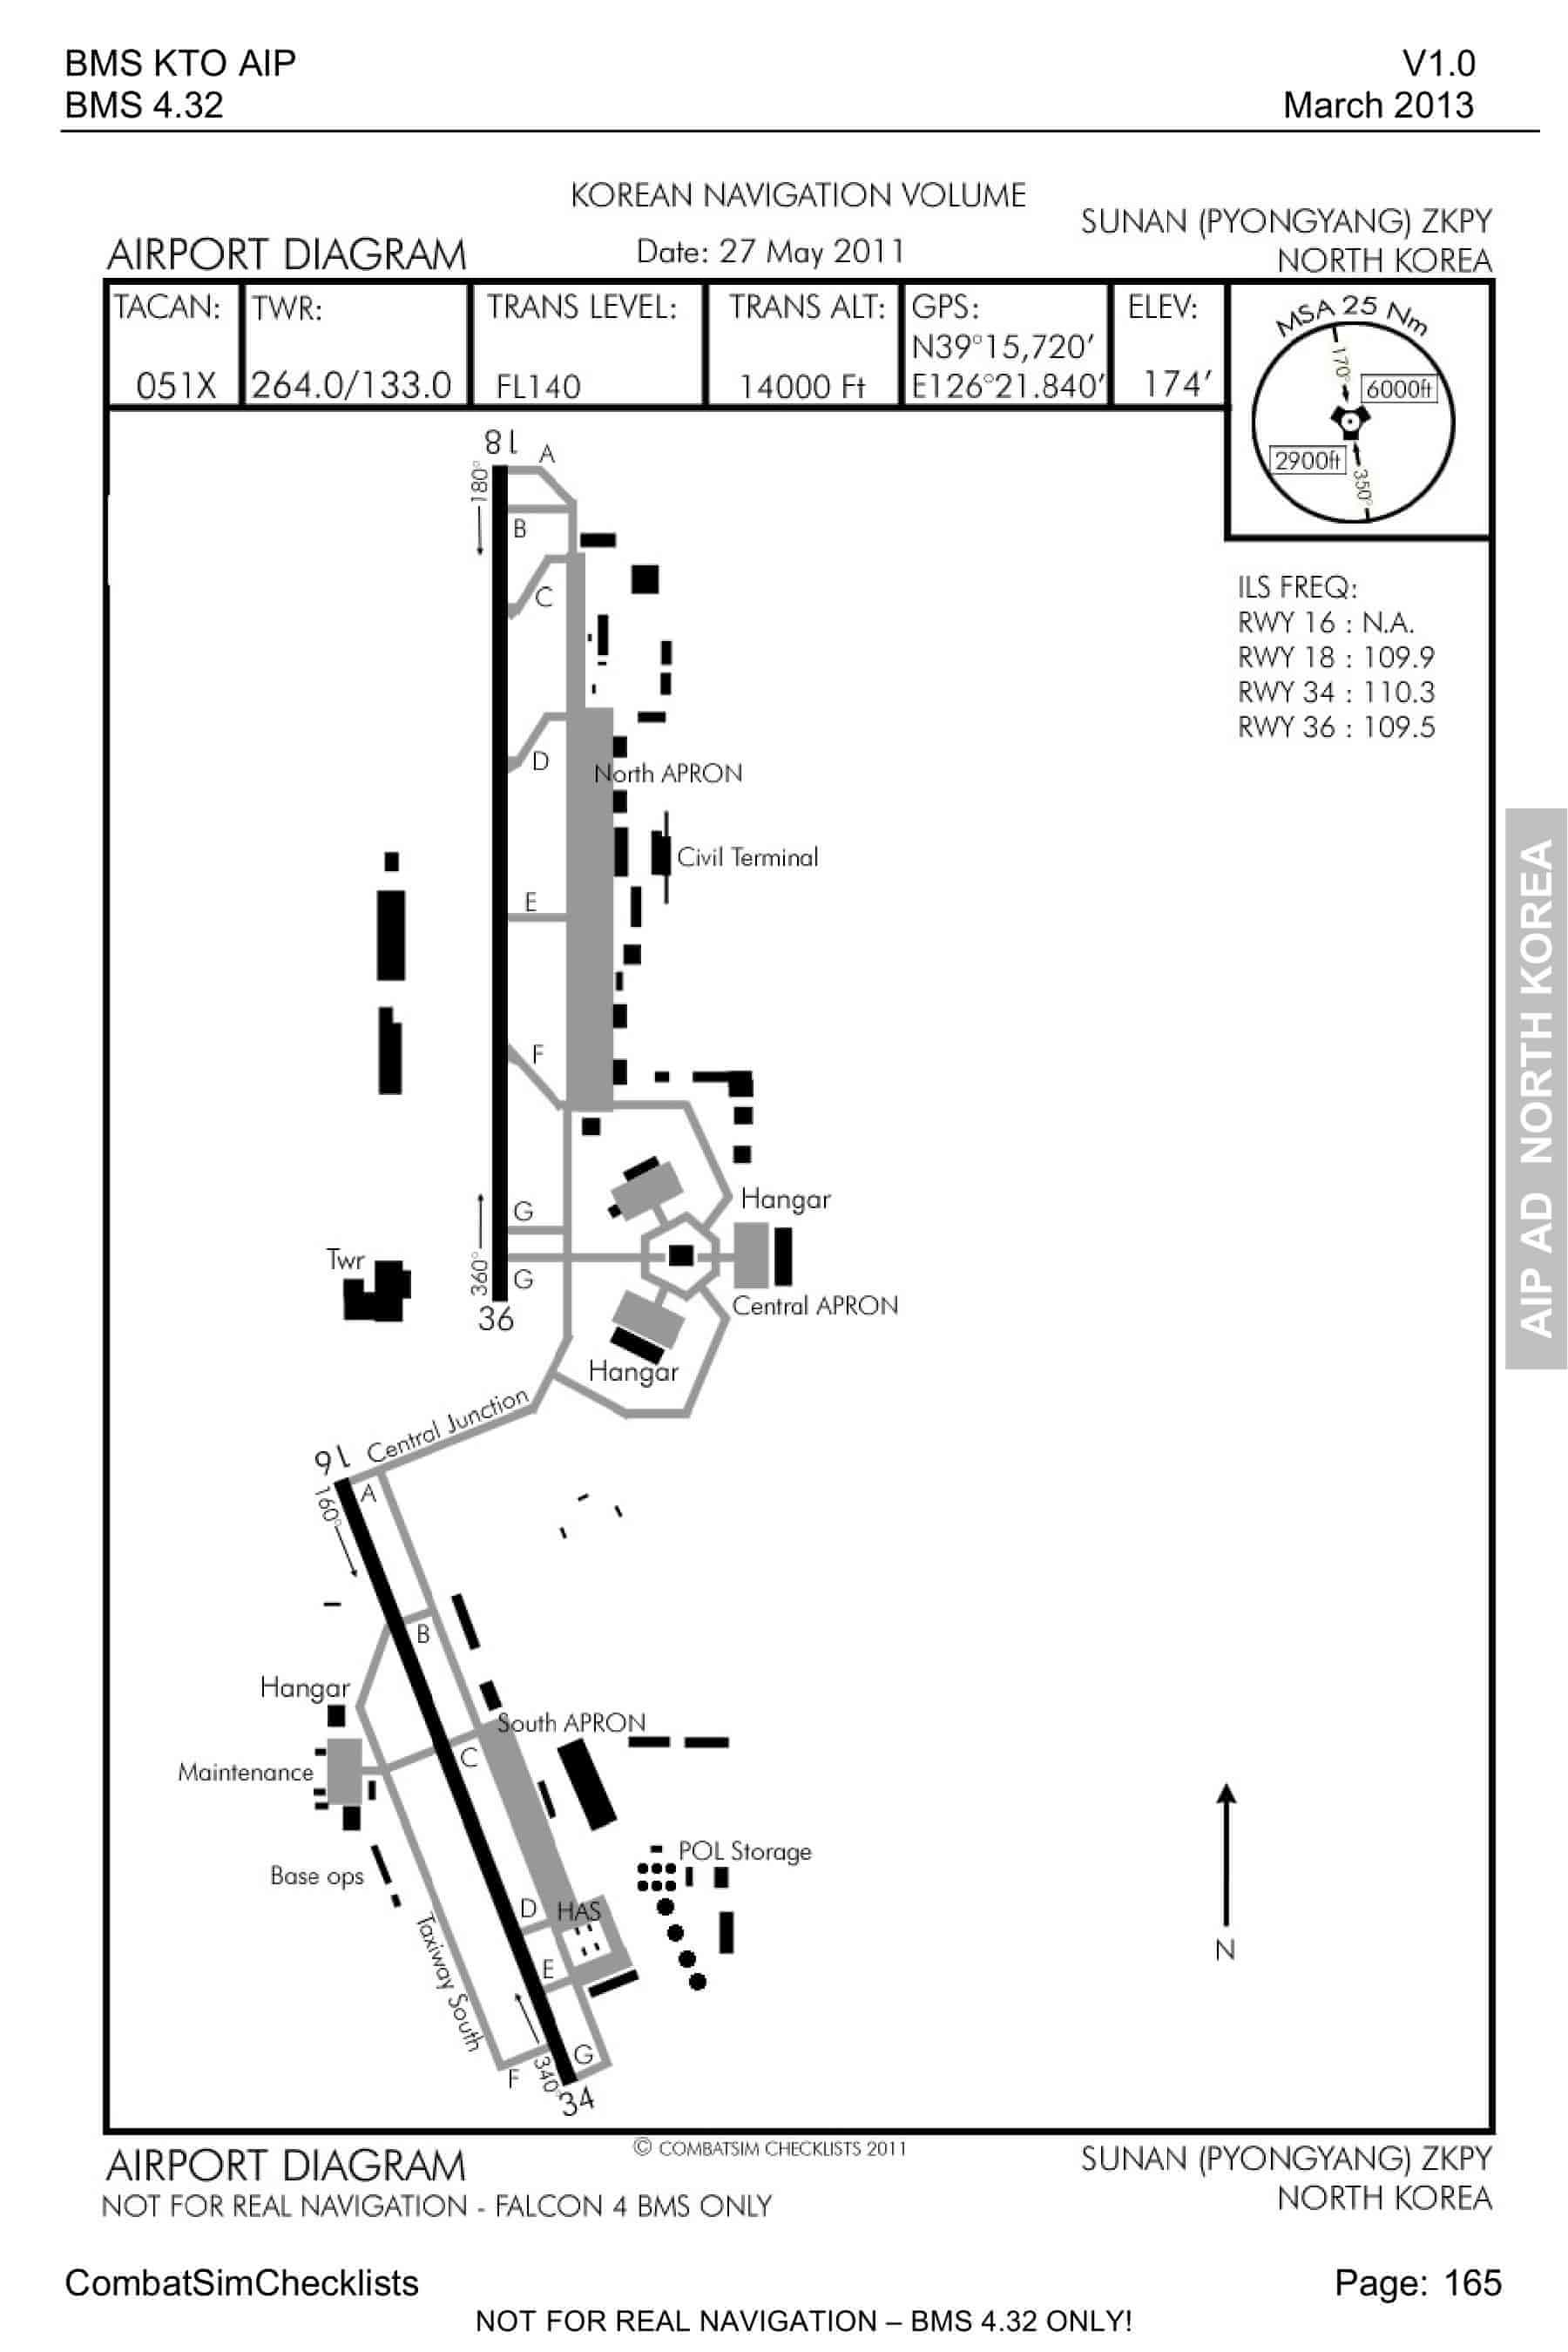 BMS KTO AIP
V1.0
BMS 4.32
March 2013
KOREAN NAVIGATION VOLUME
SUNAN (PYONGYANG) ZKPY
AIRPORT DIAGRAM
Date: 27 May 2011
NORTH KOREA
TACAN:
051X
TWR:
264.0/133.0
TRANS LEVEL:
FL140
TRANS ALT:
14000 Ft
GPS:
N39°15,720′
E126°21.840′
ELEV:
174′
MSA 25 Nm
170°
6000ft
2900ft
350°
ILS FREQ:
RWY 16 : N.A.
RWY 18 : 109.9
RWY 34 : 110.3
RWY 36 : 109.5
18
A
180°
B
C
D
North APRON
Civil Terminal
E
F
G
Hangar
Twr
360°
G
36
Central APRON
Hangar
Central Junction
16
A
160°
B
Hangar
South APRON
C
Maintenance
POL Storage
Base ops
D
HAS
Taxiway South
E
G
F
340°
34
N
AIP AD NORTH KOREA
© COMBATSIM CHECKLISTS 2011
AIRPORT DIAGRAM
SUNAN (PYONGYANG) ZKPY
NOT FOR REAL NAVIGATION - FALCON 4 BMS ONLY
NORTH KOREA
CombatSimChecklists
Page: 165
NOT FOR REAL NAVIGATION – BMS 4.32 ONLY!